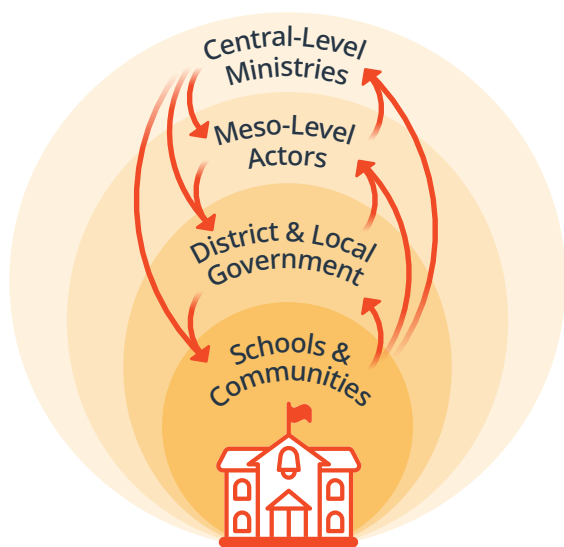 Central-Level
Ministries
Meso-Level
Actors
District & Local
Government
Schools &
Communities